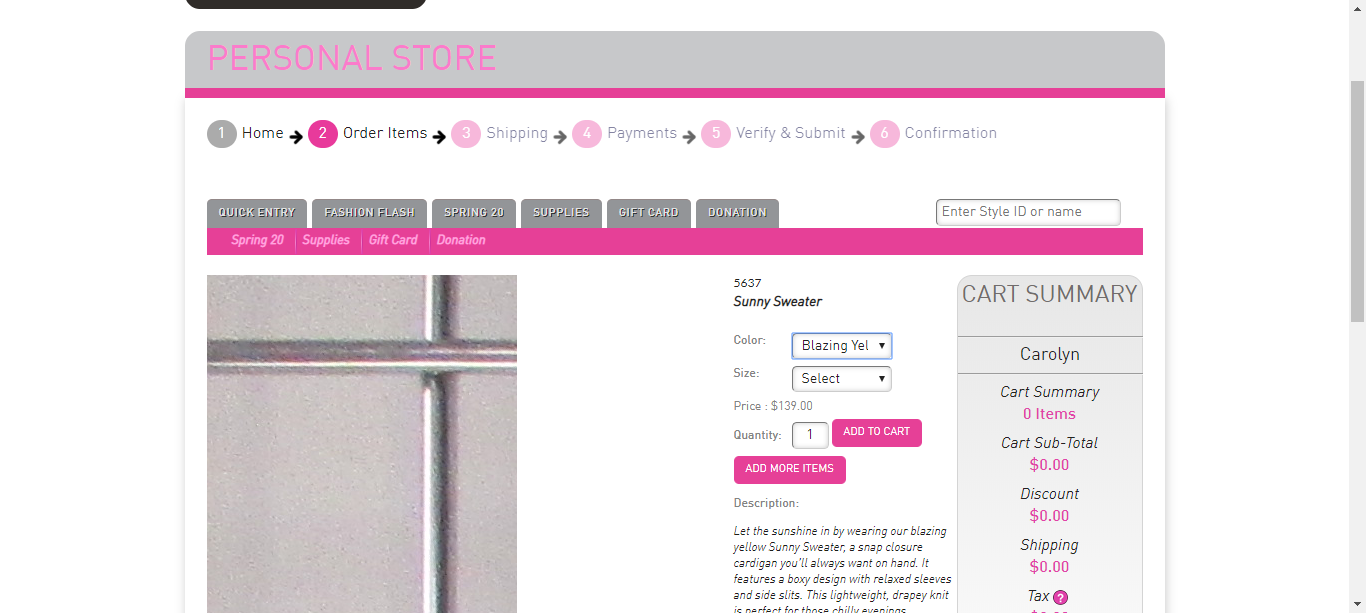 PERSONAL STORE
1 Home 2 Order Items 3 Shipping 4 Payments 5 Verify & Submit 6 Confirmation
QUICK ENTRY FASHION FLASH SPRING 20 SUPPLIES GIFT CARD DONATION
Enter Style ID or name
Spring 20 Supplies Gift Card Donation
5637
Sunny Sweater
Color: Blazing Yel
Size: Select
Price : $139.00
Quantity: 1 ADD TO CART
ADD MORE ITEMS
Description:
Let the sunshine in by wearing our blazing
yellow Sunny Sweater, a snap closure
cardigan you'll always want on hand. It
features a boxy design with relaxed sleeves
and side slits. This lightweight, drapey knit
is perfect for those chilly evenings
CART SUMMARY
Carolyn
Cart Summary
0 Items
Cart Sub-Total
$0.00
Discount
$0.00
Shipping
$0.00
Tax ?